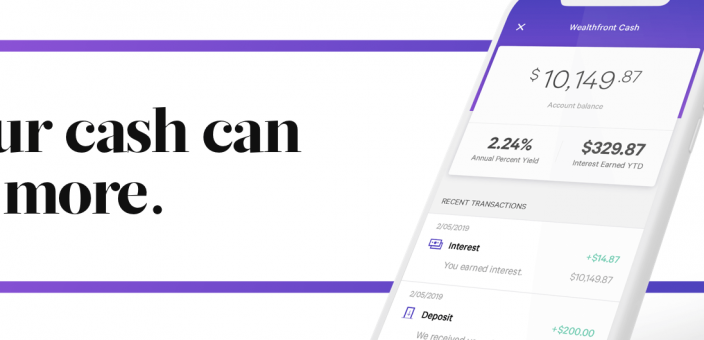 ur cash can
more.
Wealthfront Cash
$10,149.87
Account balance
2.24%
Annual Percent Yield
$329.87
Interest Earned YTD
RECENT TRANSACTIONS
2/05/2019
Interest
+$14.87
You earned interest.
$10,149.87
2/05/2019
Deposit
+$200.00
We received